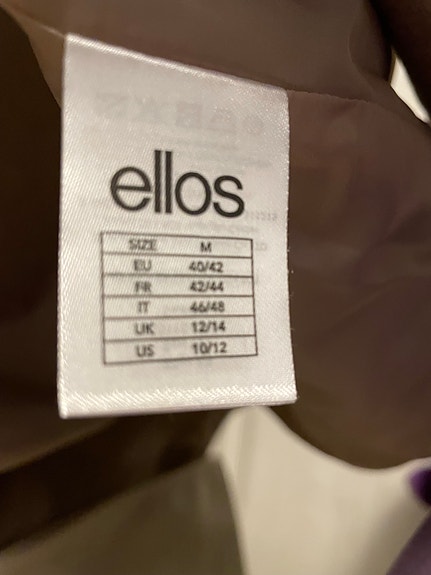 ellos
SIZE M
EU 40/42
FR 42/44
IT 46/48
UK 12/14
US 10/12